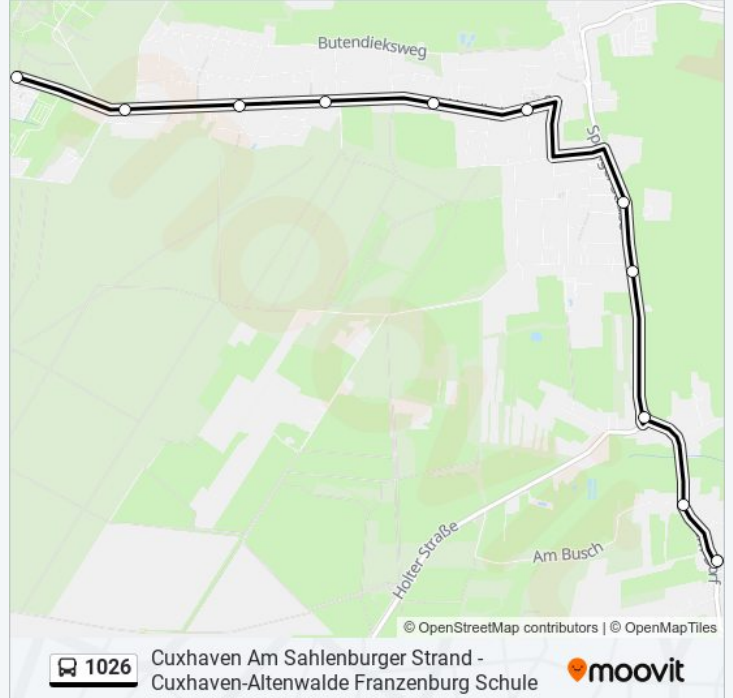 Butendieksweg
Holter Straße
Am Busch
© OpenStreetMap contributors | © OpenMapTiles
1026
Cuxhaven Am Sahlenburger Strand -
Cuxhaven-Altenwalde Franzenburg Schule
moovit